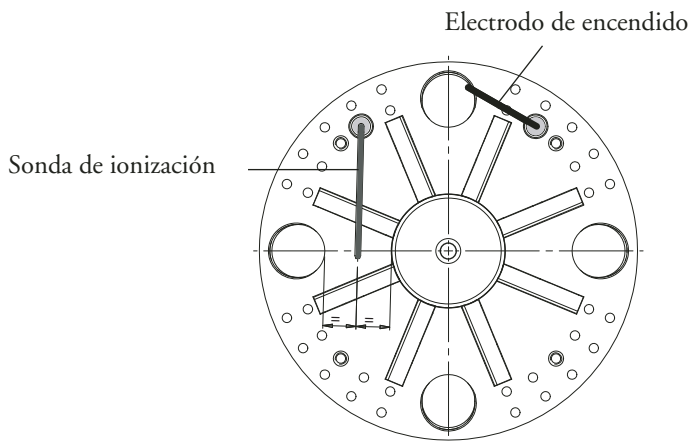 Electrodo de encendido
Sonda de ionización
= =